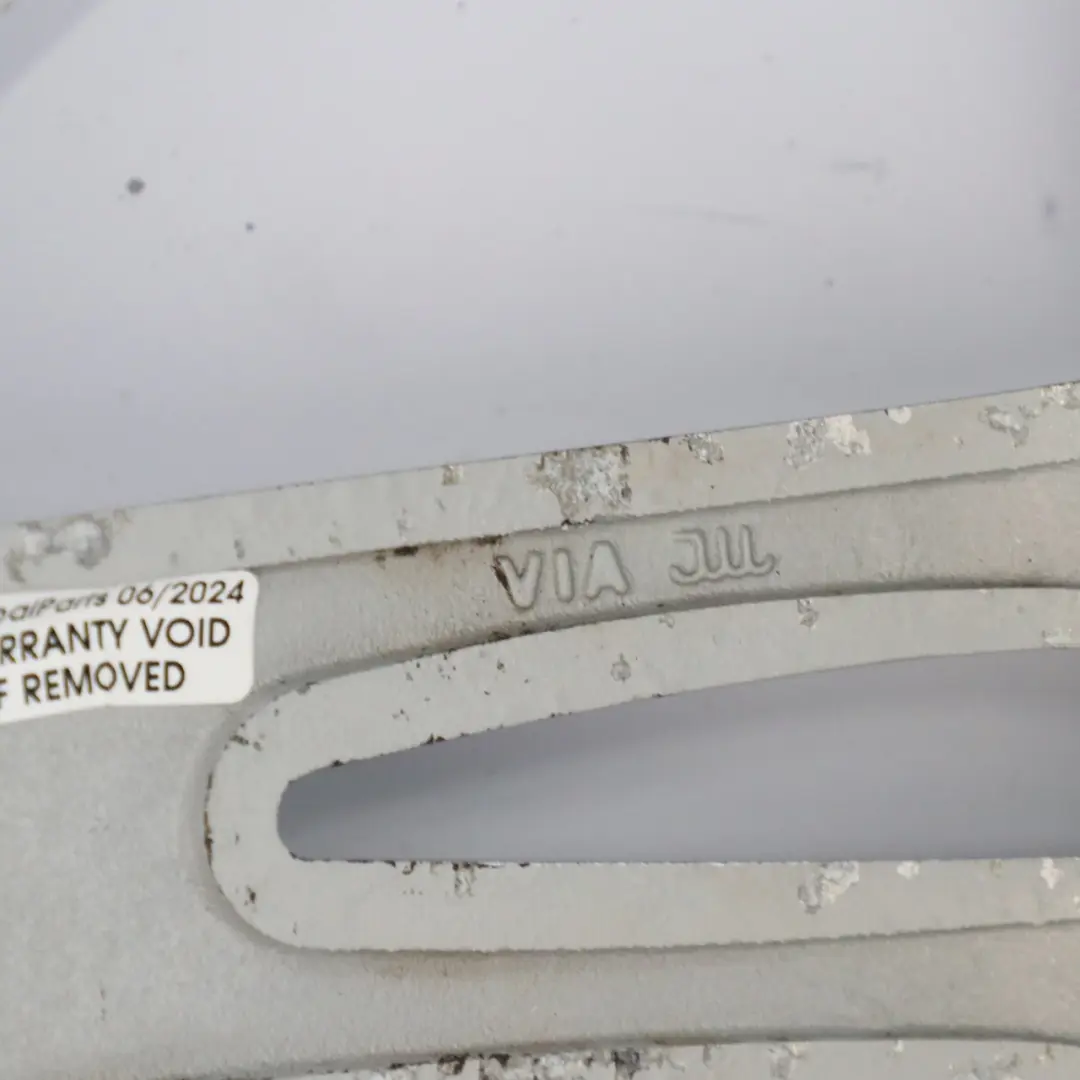 VIA JWL
06/2024
RRANTY VOID
F REMOVED